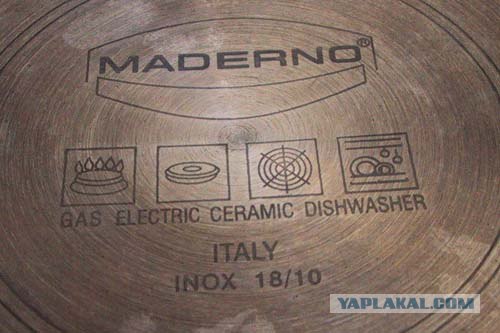 MADERNO®
GAS ELECTRIC CERAMIC DISHWASHER
ITALY
INOX 18/10
YAPLAKAL.COM